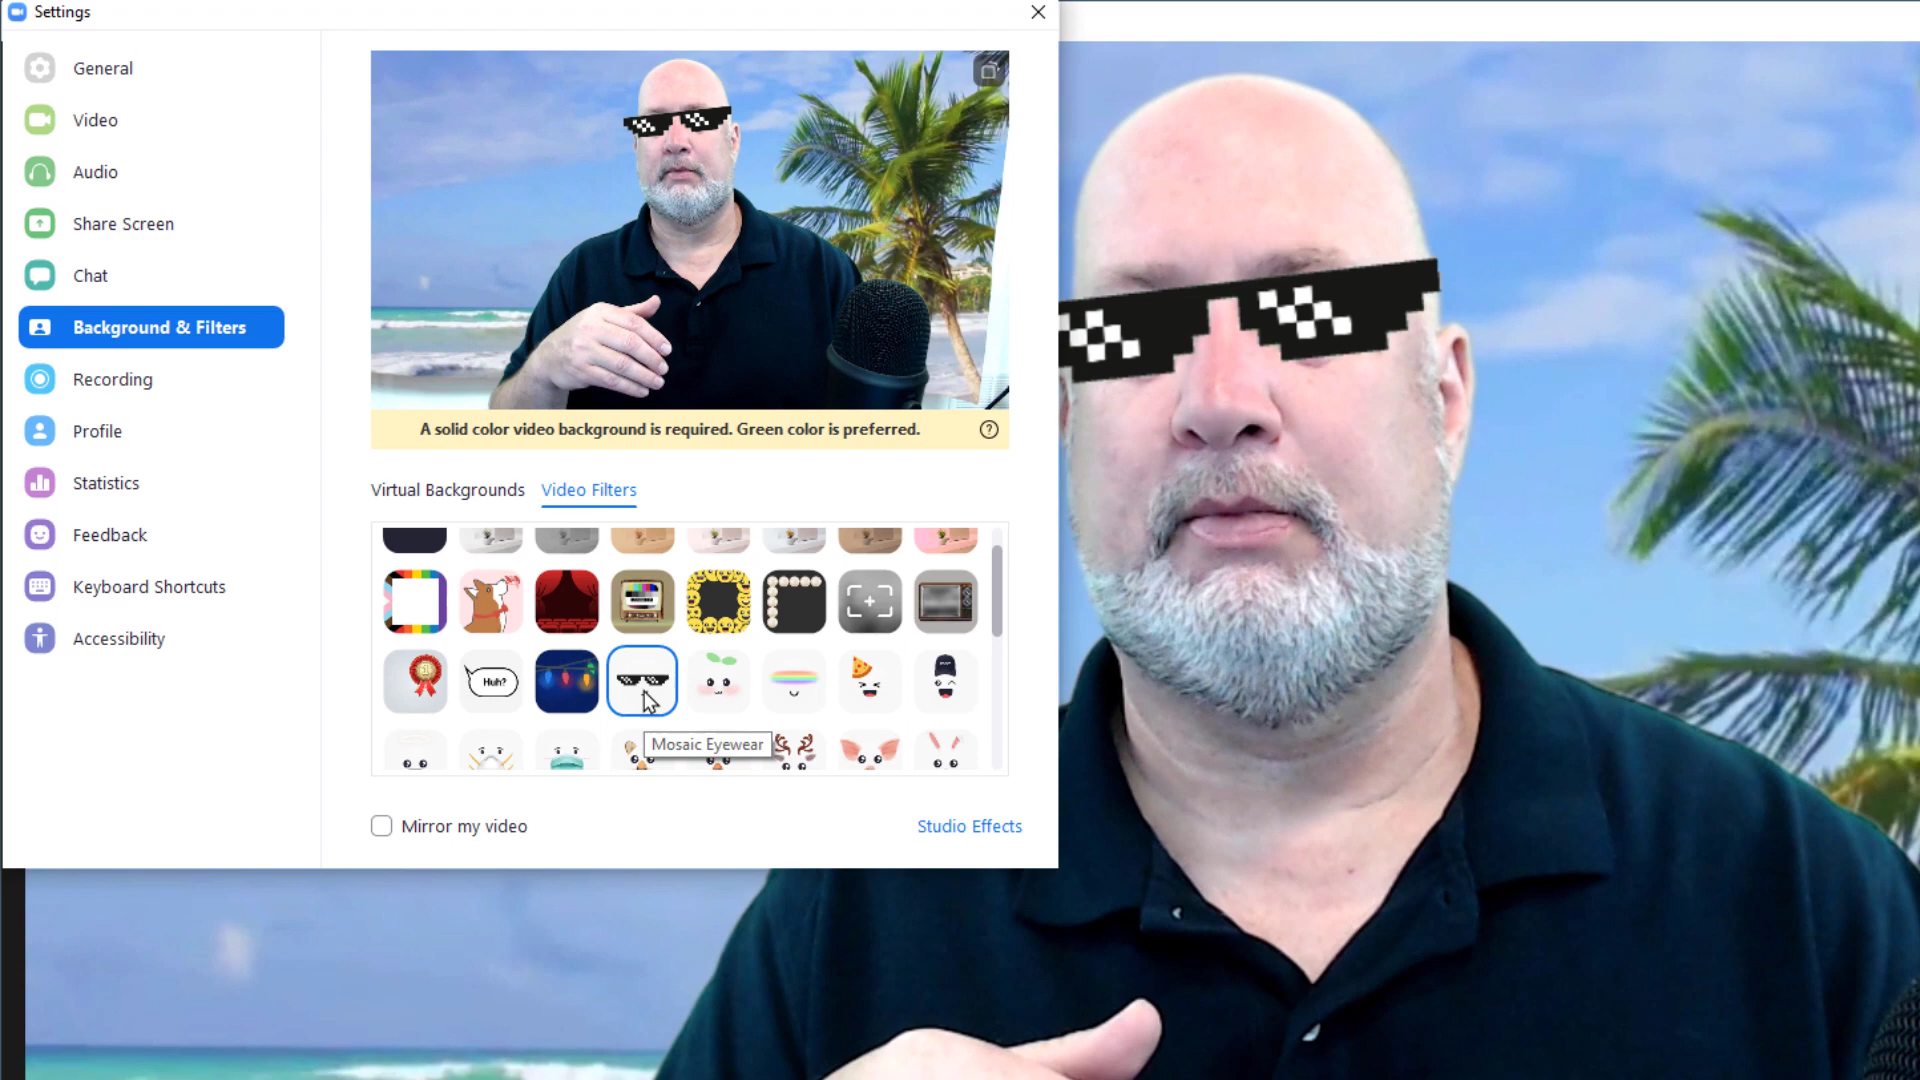 Settings
General
Video
Audio
Share Screen
Chat
Background & Filters
Recording
Profile
Statistics
Feedback
Keyboard Shortcuts
Accessibility
A solid color video background is required. Green color is preferred.
Virtual Backgrounds Video Filters
Huh?
Mosaic Eyewear
Mirror my video
Studio Effects